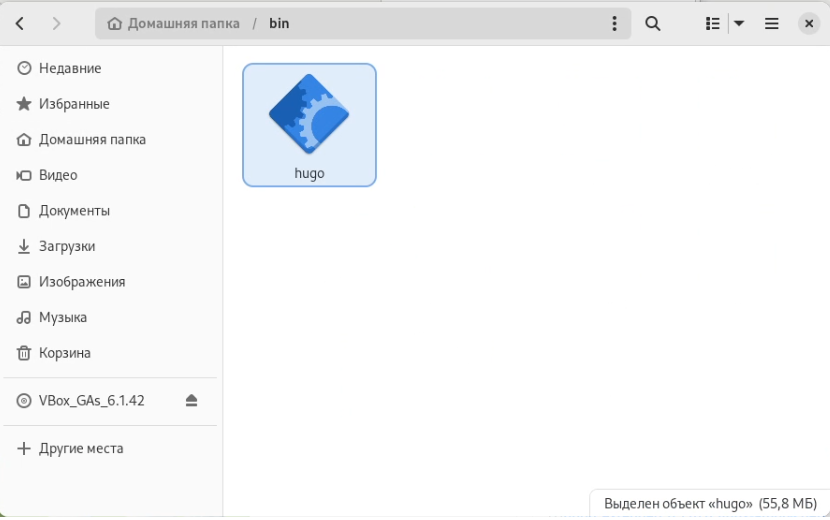 Домашняя папка / bin
Недавние
Избранные
Домашняя папка
Видео
Документы
Загрузки
Изображения
Музыка
Корзина
VBox_GAs_6.1.42
Другие места
hugo
Выделен объект «hugo» (55,8 МБ)